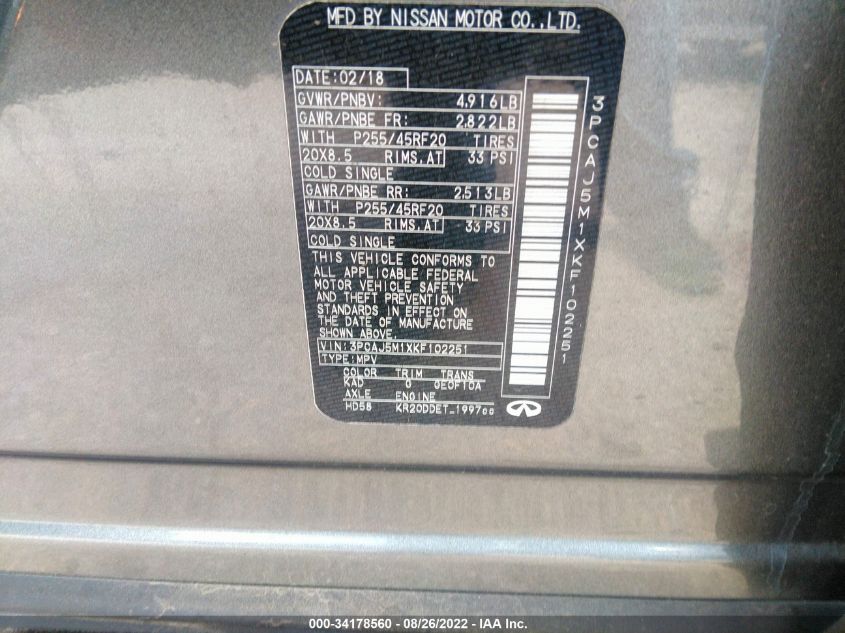 MFD BY NISSAN MOTOR CO.,LTD.
DATE:02/18
GVWR/PNBV: 4,916LB
GAWR/PNBE FR: 2,822LB
WITH P255/45RF20 TIRES
20X8.5 RIMS,AT 33 PSI
COLD SINGLE
GAWR/PNBE RR: 2,513LB
WITH P255/45RF20 TIRES
20X8.5 RIMS,AT 33 PSI
COLD SINGLE
THIS VEHICLE CONFORMS TO
ALL APPLICABLE FEDERAL
MOTOR VEHICLE SAFETY
AND THEFT PREVENTION
STANDARDS IN EFFECT ON
THE DATE OF MANUFACTURE
SHOWN ABOVE.
VIN:3PCAJ5M1XKF102251
TYPE:MPV
COLOR TRIM TRANS
KAD G GE0F10A
AXLE ENGINE
HD58 KR20DDET_1997cc
3PCAJ5M1XKF102251
000-34178560 - 08/26/2022 - IAA Inc.